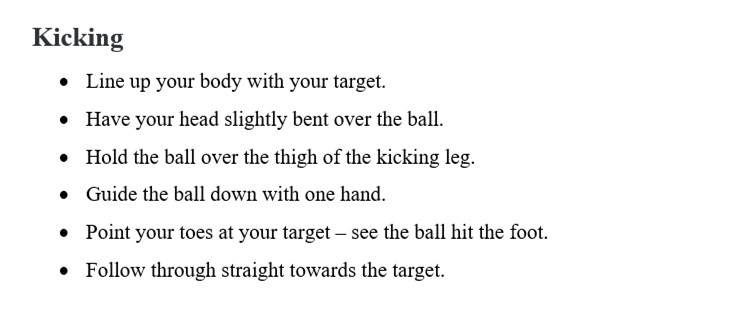 Kicking
• Line up your body with your target.
• Have your head slightly bent over the ball.
• Hold the ball over the thigh of the kicking leg.
• Guide the ball down with one hand.
• Point your toes at your target – see the ball hit the foot.
• Follow through straight towards the target.